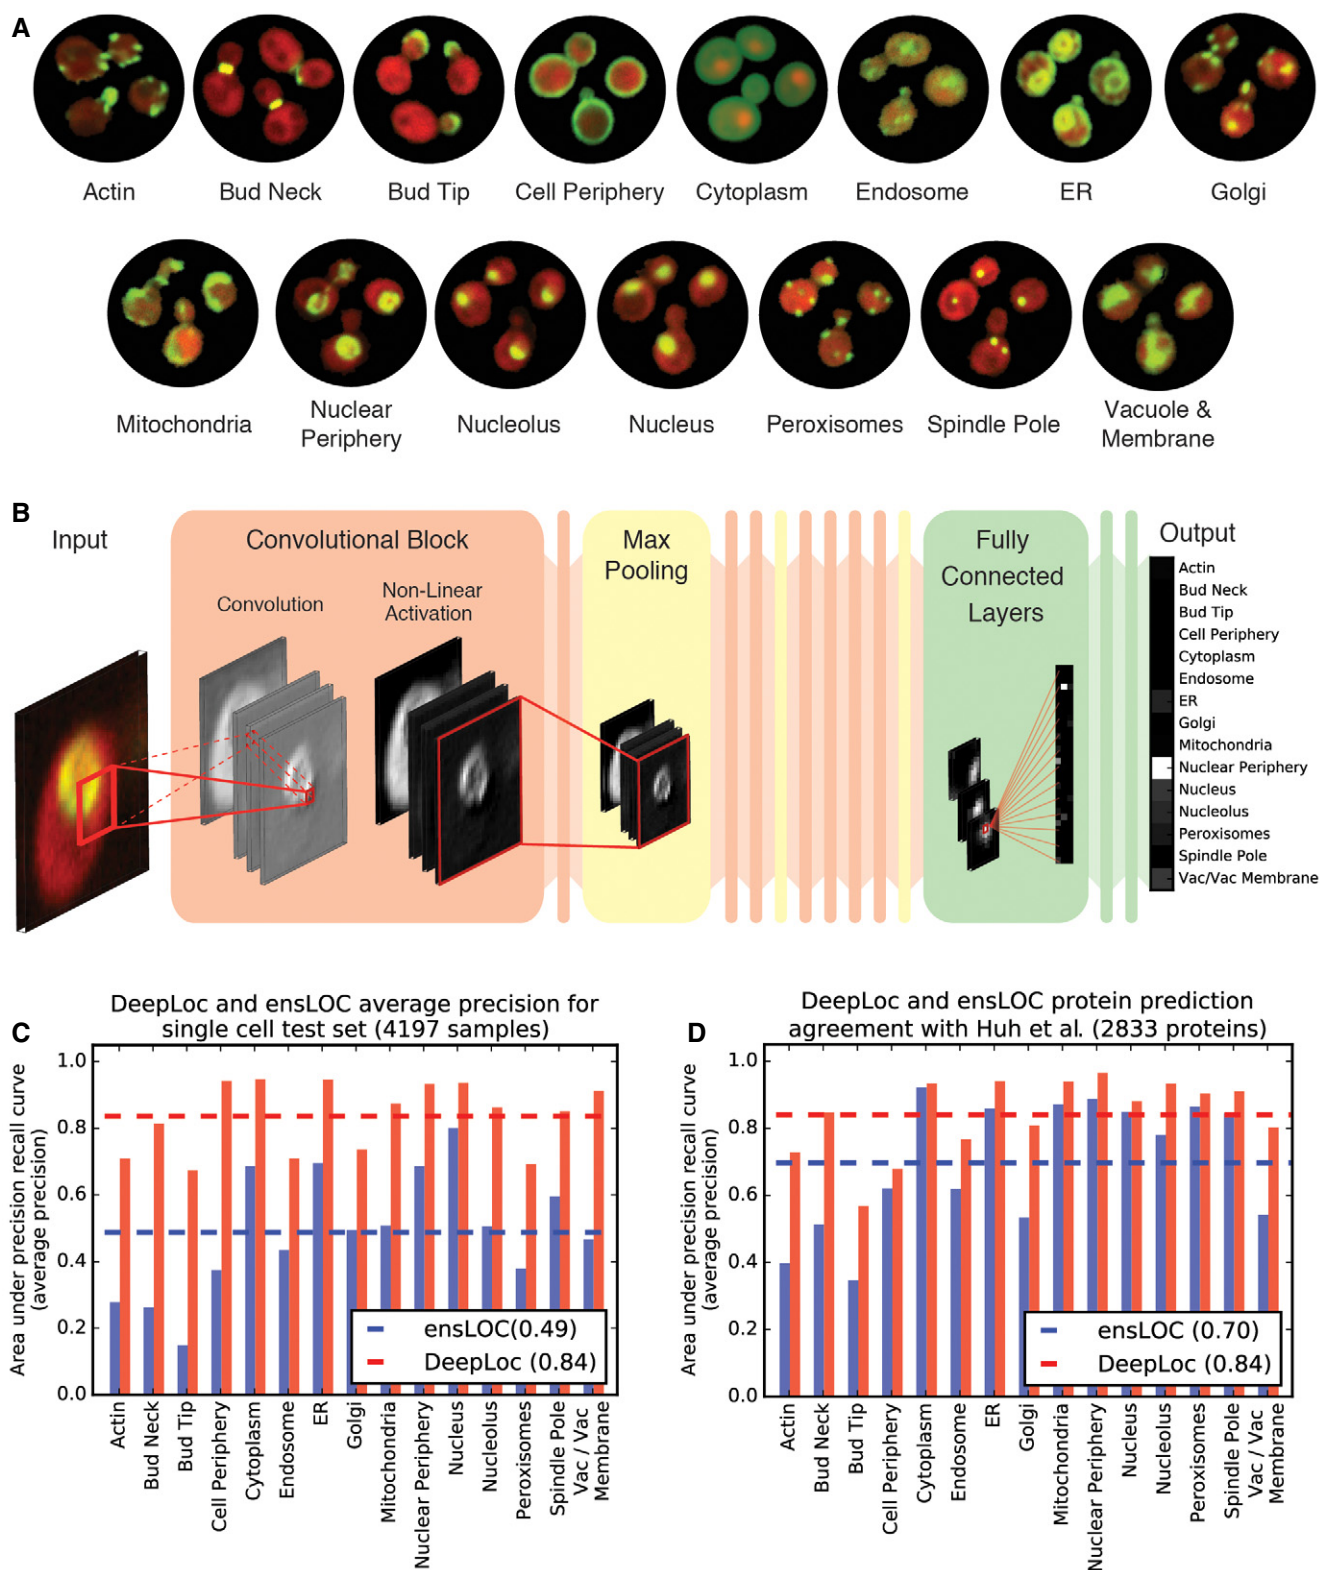 A
Actin
Bud Neck
Bud Tip
Cell Periphery
Cytoplasm
Endosome
ER
Golgi
Mitochondria
Nuclear
Periphery
Nucleolus
Nucleus
Peroxisomes
Spindle Pole
Vacuole &
Membrane
B
Input
Convolutional Block
Convolution
Non-Linear
Activation
Max
Pooling
Fully
Connected
Layers
Output
Actin
Bud Neck
Bud Tip
Cell Periphery
Cytoplasm
Endosome
ER
Golgi
Mitochondria
Nuclear Periphery
Nucleus
Nucleolus
Peroxisomes
Spindle Pole
Vac/Vac Membrane
C
DeepLoc and ensLOC average precision for
single cell test set (4197 samples)
Area under precision recall curve
(average precision)
1.0
0.8
0.6
0.4
0.2
0.0
ensLOC(0.49)
DeepLoc (0.84)
Actin
Bud Neck
Bud Tip
Cell Periphery
Cytoplasm
Endosome
ER
Golgi
Mitochondria
Nuclear Periphery
Nucleus
Nucleolus
Peroxisomes
Spindle Pole
Vac / Vac
Membrane
D
DeepLoc and ensLOC protein prediction
agreement with Huh et al. (2833 proteins)
Area under precision recall curve
(average precision)
1.0
0.8
0.6
0.4
0.2
0.0
ensLOC (0.70)
DeepLoc (0.84)
Actin
Bud Neck
Bud Tip
Cell Periphery
Cytoplasm
Endosome
ER
Golgi
Mitochondria
Nuclear Periphery
Nucleus
Nucleolus
Peroxisomes
Spindle Pole
Vac / Vac
Membrane